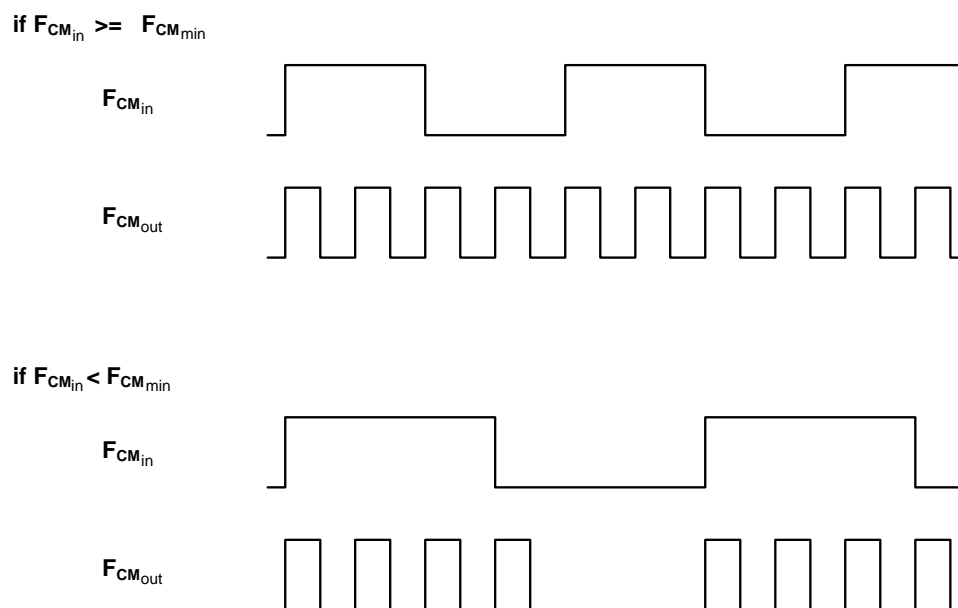 if FCMin >= FCMmin
FCMin
FCMout
if FCMin < FCMmin
FCMin
FCMout